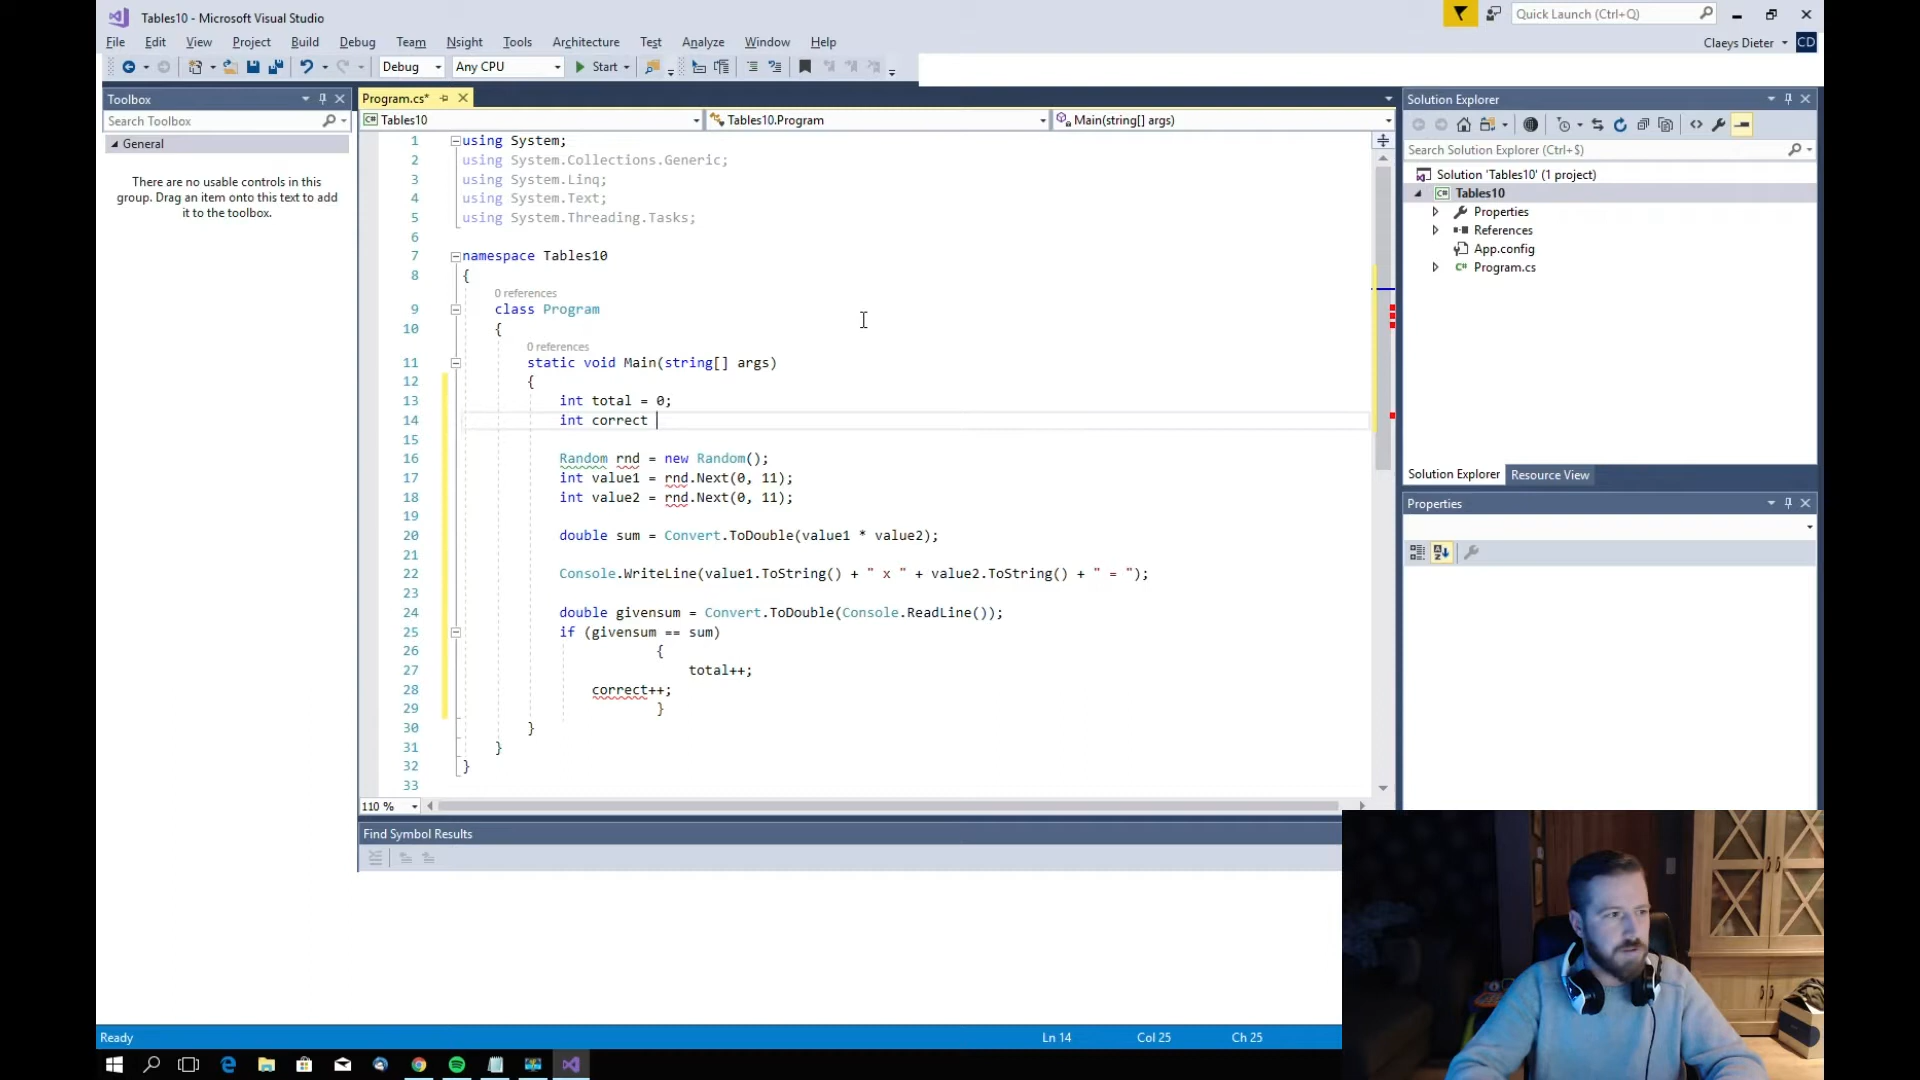 Tables10 - Microsoft Visual Studio
Quick Launch (Ctrl+Q)
File Edit View Project Build Debug Team Nsight Tools Architecture Test Analyze Window Help
Claeys Dieter CD
Debug Any CPU Start
Toolbox
Search Toolbox
General
There are no usable controls in this
group. Drag an item onto this text to add
it to the toolbox.
Program.cs*
Tables10 Tables10.Program Main(string[] args)
1 using System;
2 using System.Collections.Generic;
3 using System.Linq;
4 using System.Text;
5 using System.Threading.Tasks;
6
7 namespace Tables10
8 {
0 references
9 class Program
10 {
0 references
11 static void Main(string[] args)
12 {
13 int total = 0;
14 int correct
15
16 Random rnd = new Random();
17 int value1 = rnd.Next(0, 11);
18 int value2 = rnd.Next(0, 11);
19
20 double sum = Convert.ToDouble(value1 * value2);
21
22 Console.WriteLine(value1.ToString() + " x " + value2.ToString() + " = ");
23
24 double givensum = Convert.ToDouble(Console.ReadLine());
25 if (givensum == sum)
26 {
27 total++;
28 correct++;
29 }
30 }
31 }
32 }
33
110 %
Find Symbol Results
Solution Explorer
Search Solution Explorer (Ctrl+$)
Solution 'Tables10' (1 project)
Tables10
Properties
References
App.config
C# Program.cs
Solution Explorer Resource View
Properties
Ready Ln 14 Col 25 Ch 25